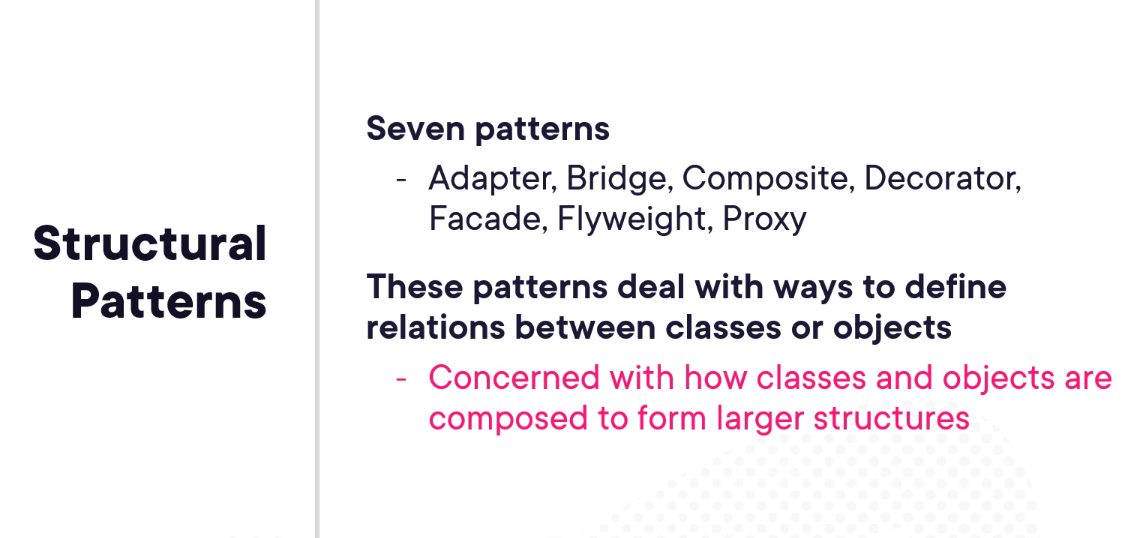 Structural
Patterns
Seven patterns
- Adapter, Bridge, Composite, Decorator,
Facade, Flyweight, Proxy
These patterns deal with ways to define
relations between classes or objects
- Concerned with how classes and objects are
composed to form larger structures